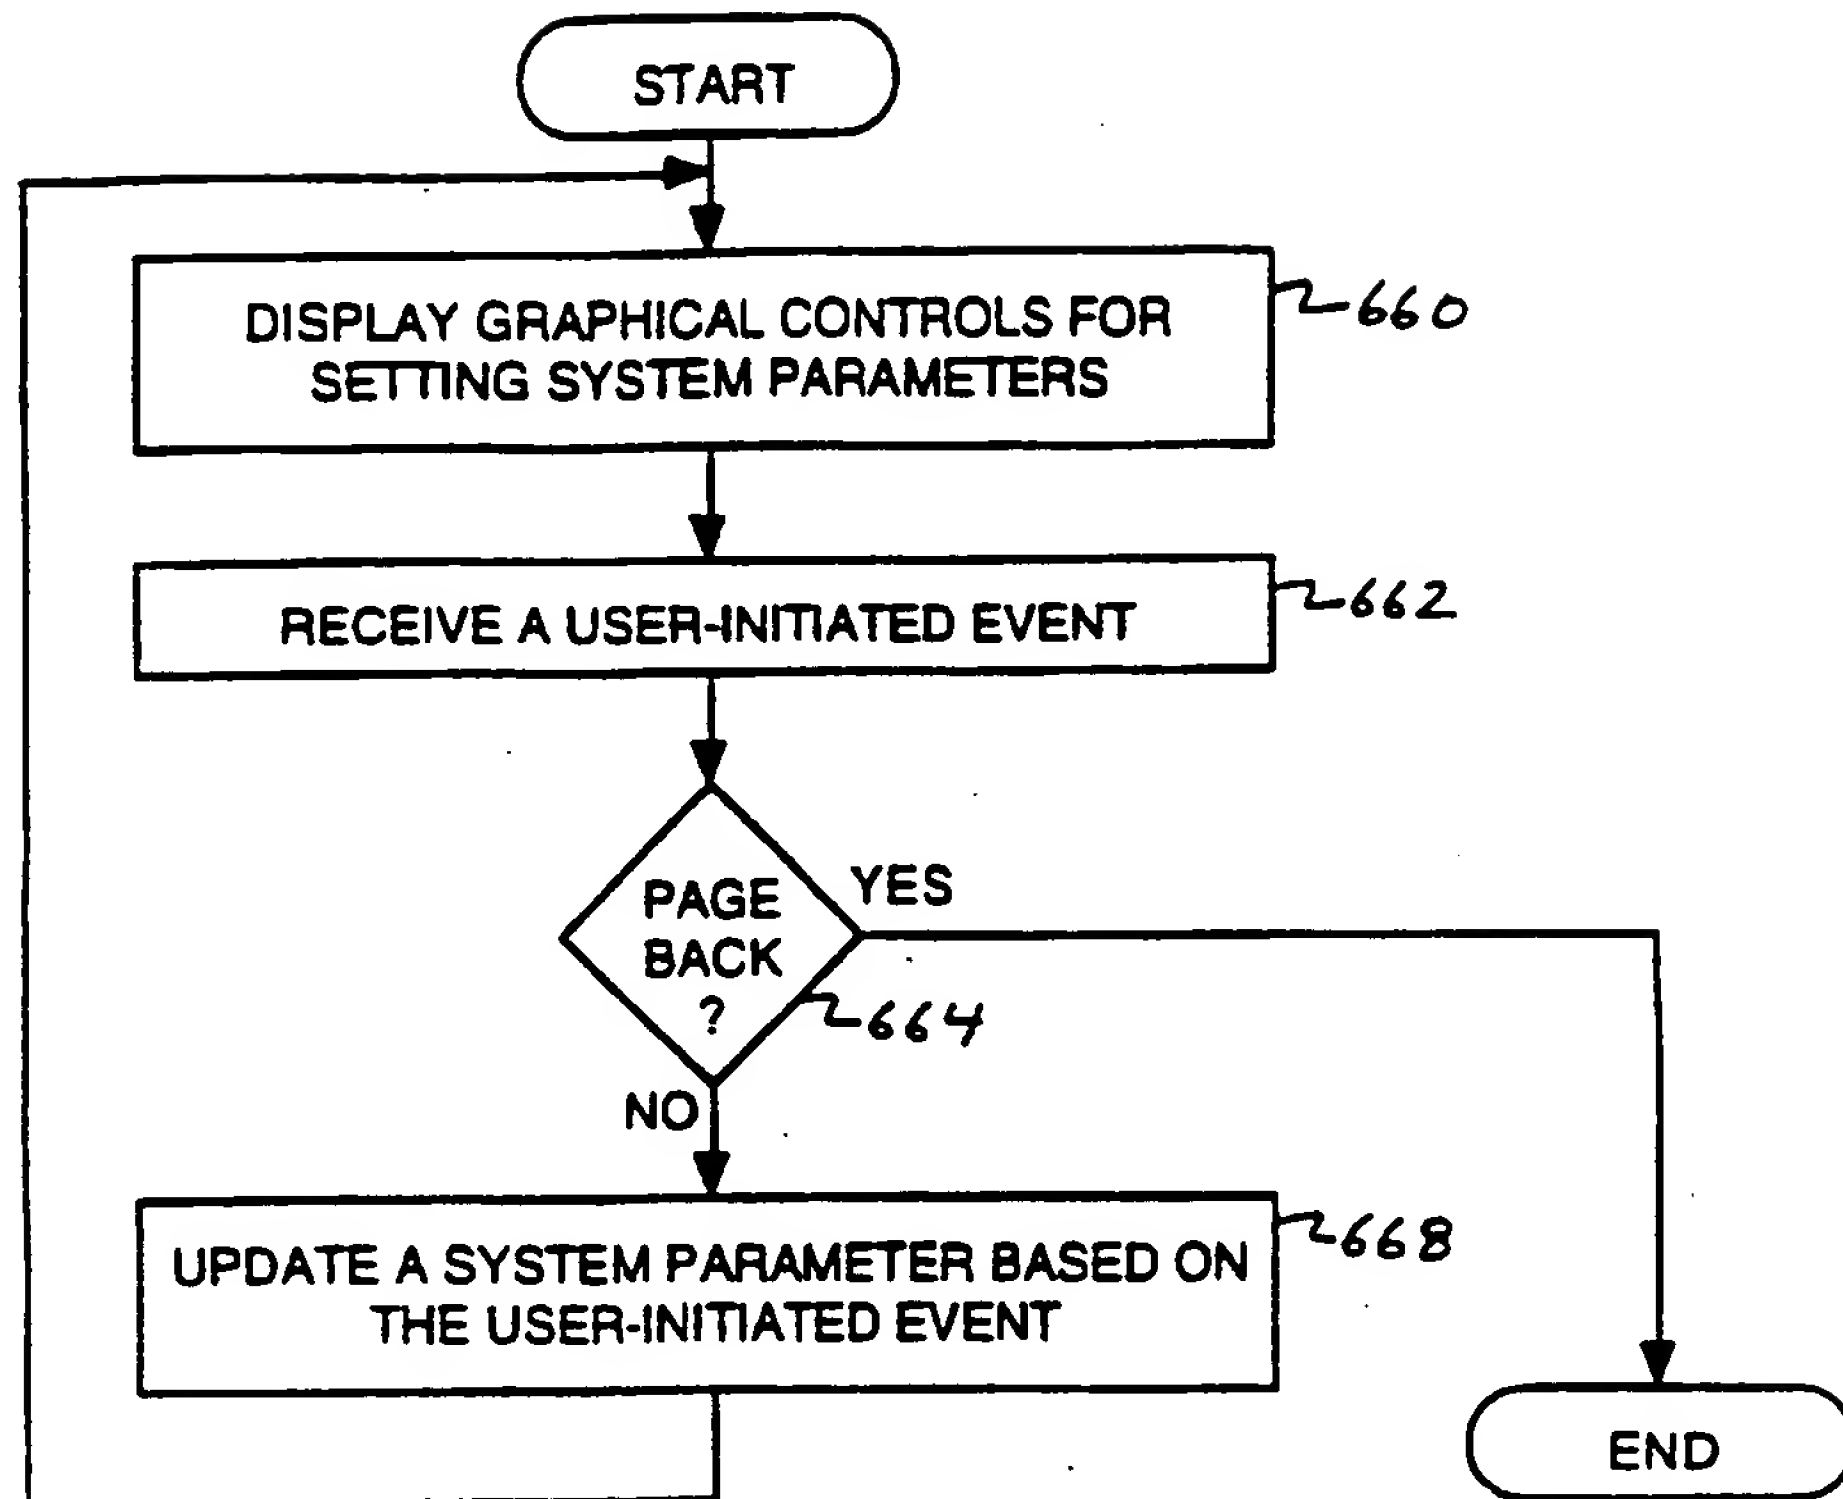 START
DISPLAY GRAPHICAL CONTROLS FOR
SETTING SYSTEM PARAMETERS
660
RECEIVE A USER-INITIATED EVENT
662
PAGE
BACK
?
YES
664
NO
UPDATE A SYSTEM PARAMETER BASED ON
THE USER-INITIATED EVENT
668
END